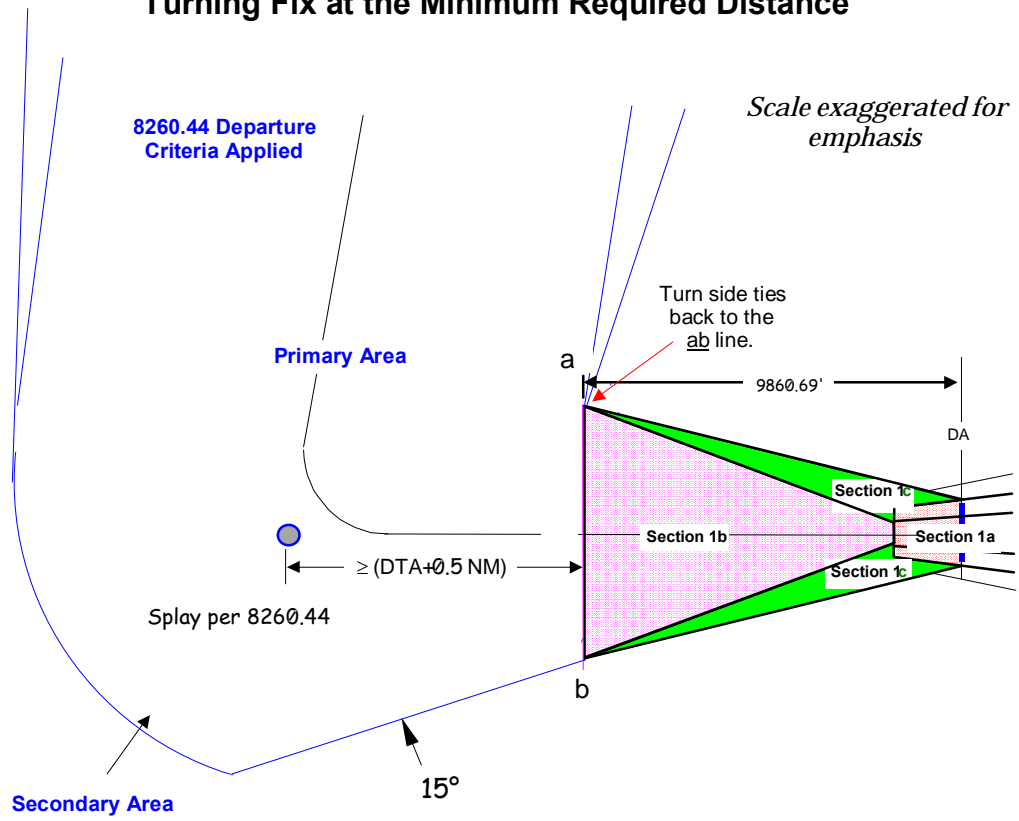 Turning Fix at the Minimum Required Distance
8260.44 Departure
Criteria Applied
Scale exaggerated for
emphasis
Turn side ties
back to the
ab line.
Primary Area
a
9860.69'
DA
Section 1c
Section 1b
Section 1a
≥ (DTA+0.5 NM)
Section 1c
Splay per 8260.44
b
15°
Secondary Area